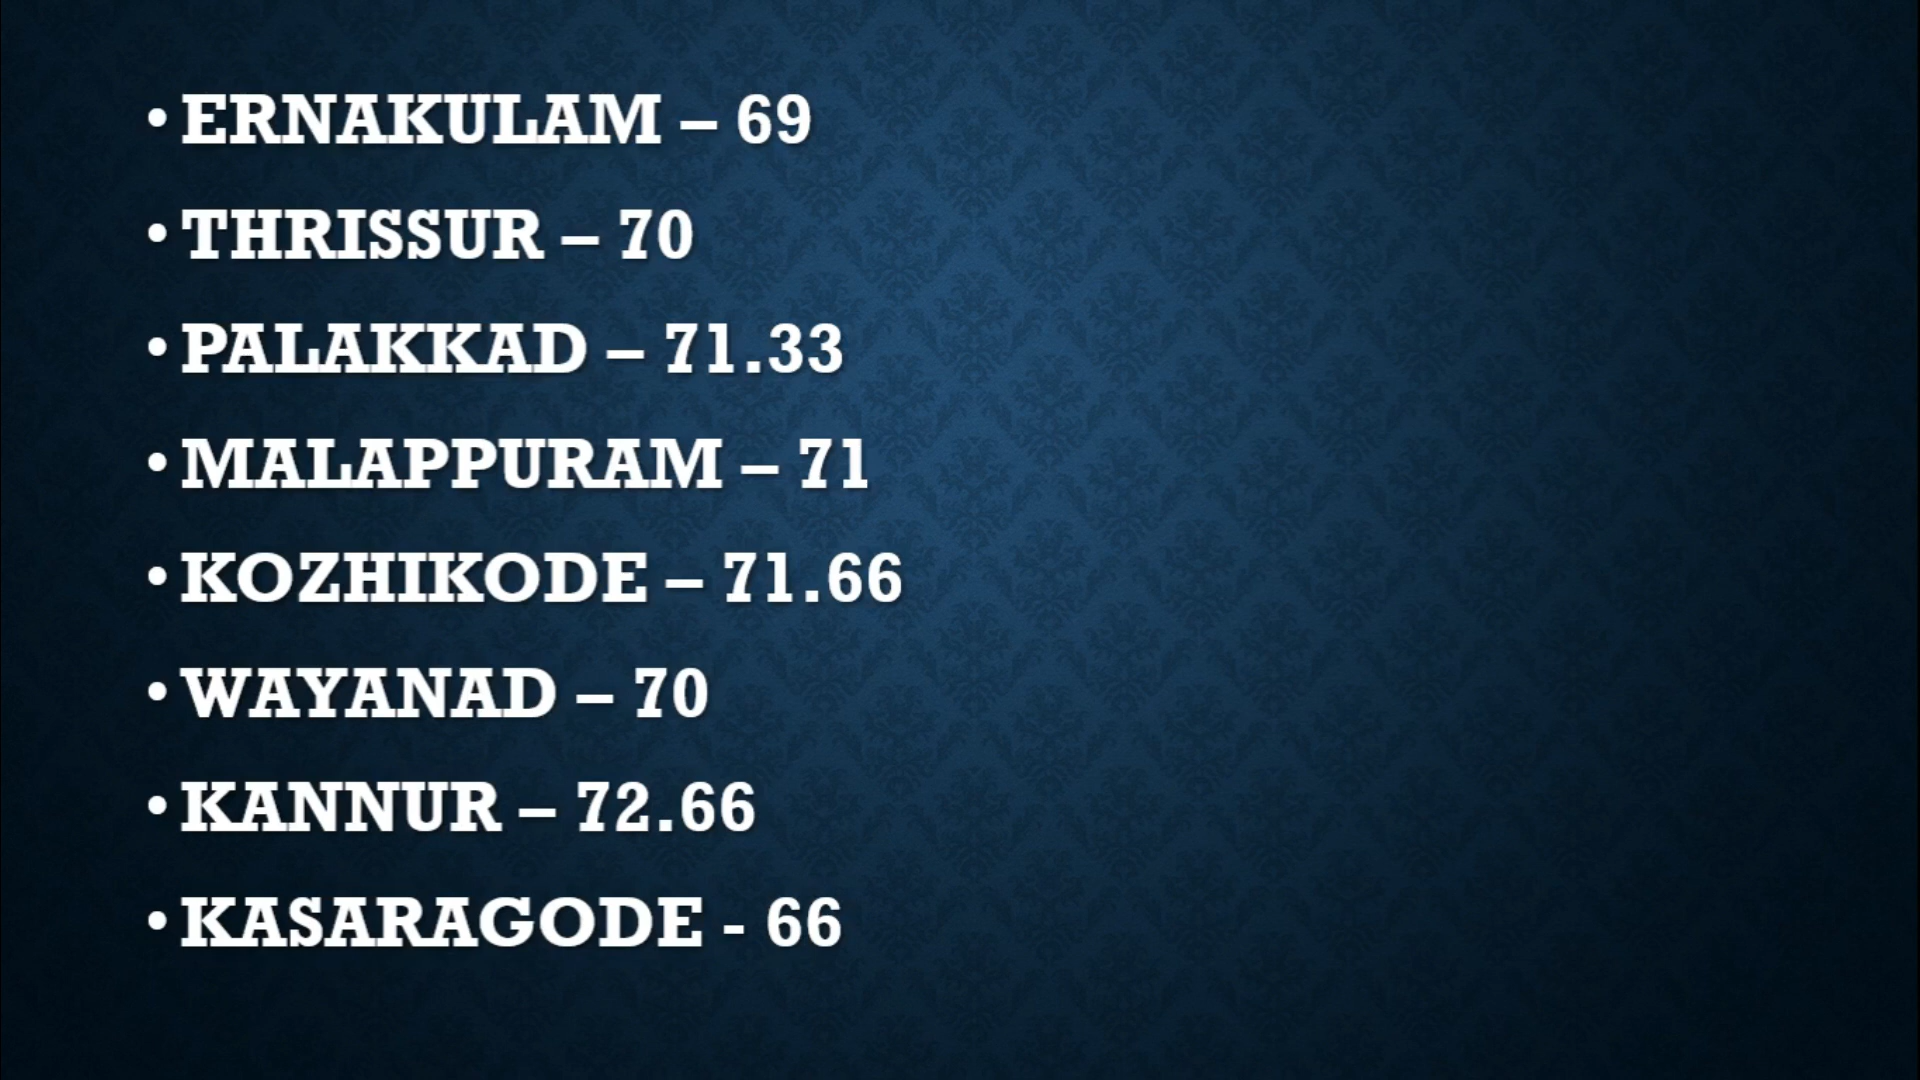 • ERNAKULAM – 69
• THRISSUR – 70
• PALAKKAD – 71.33
• MALAPPURAM – 71
• KOZHIKODE – 71.66
• WAYANAD – 70
• KANNUR – 72.66
• KASARAGODE - 66